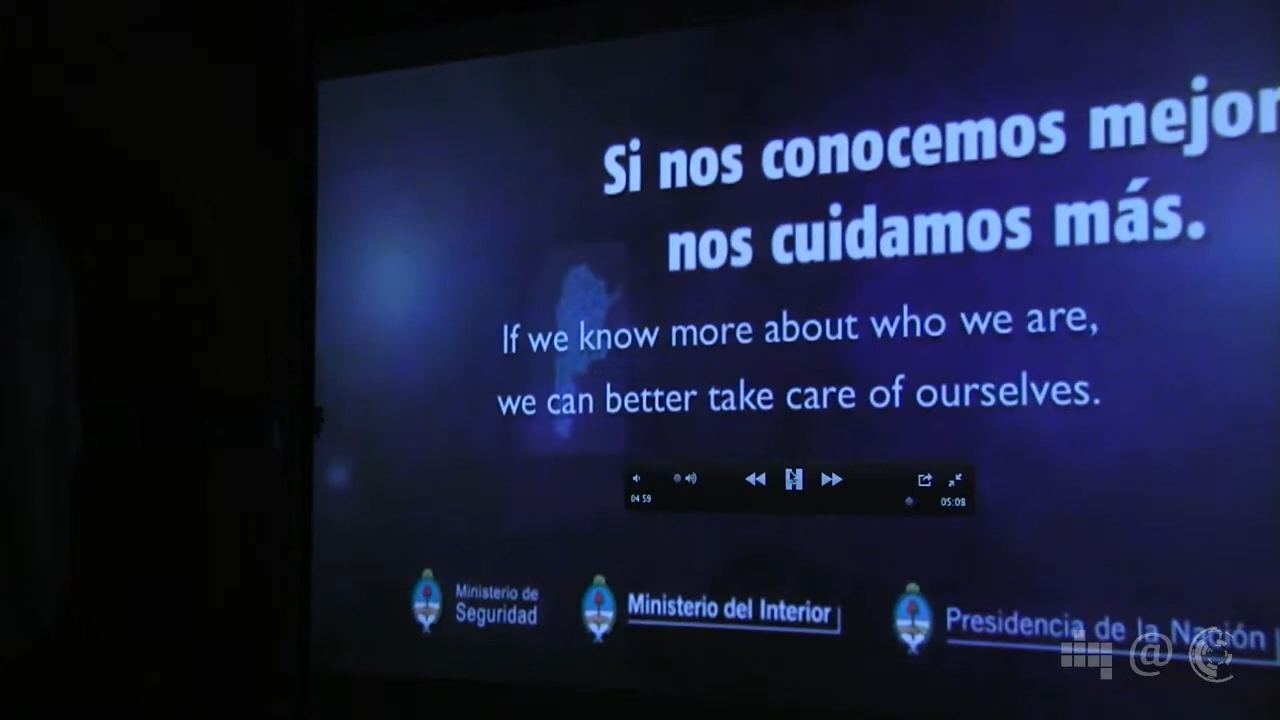 Si nos conocemos mejor
nos cuidamos más.
If we know more about who we are,
we can better take care of ourselves.
04:59
05:08
Ministerio de
Seguridad
Ministerio del Interior
Presidencia de la Nación
@